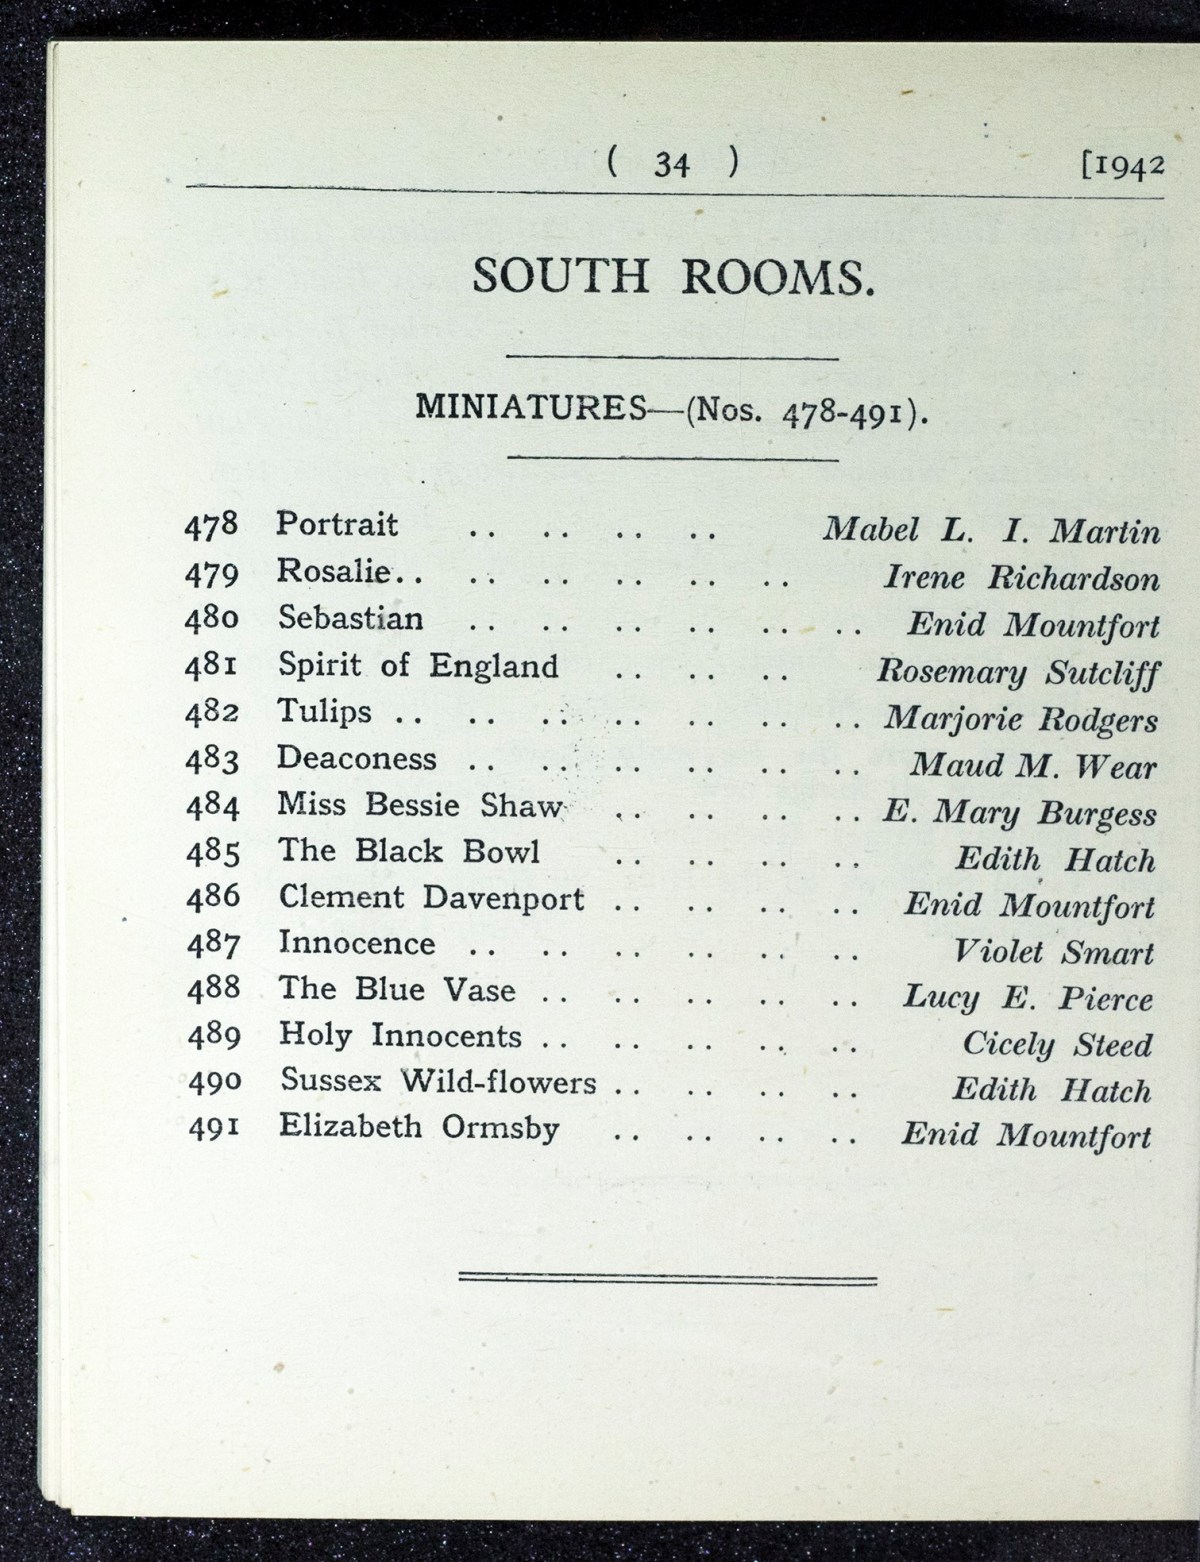 ( 34 ) [1942
SOUTH ROOMS.
MINIATURES—(Nos. 478-491).
478 Portrait .. .. .. .. Mabel L. I. Martin
479 Rosalie.. .. .. .. .. .. Irene Richardson
480 Sebastian .. .. .. .. .. .. Enid Mountfort
481 Spirit of England .. .. .. Rosemary Sutcliff
482 Tulips .. .. .. .. .. .. .. Marjorie Rodgers
483 Deaconess .. .. .. .. .. .. Maud M. Wear
484 Miss Bessie Shaw .. .. .. .. E. Mary Burgess
485 The Black Bowl .. .. .. .. Edith Hatch
486 Clement Davenport .. .. .. .. Enid Mountfort
487 Innocence .. .. .. .. .. .. Violet Smart
488 The Blue Vase .. .. .. .. .. Lucy E. Pierce
489 Holy Innocents .. .. .. .. .. Cicely Steed
490 Sussex Wild-flowers .. .. .. .. Edith Hatch
491 Elizabeth Ormsby .. .. .. .. Enid Mountfort